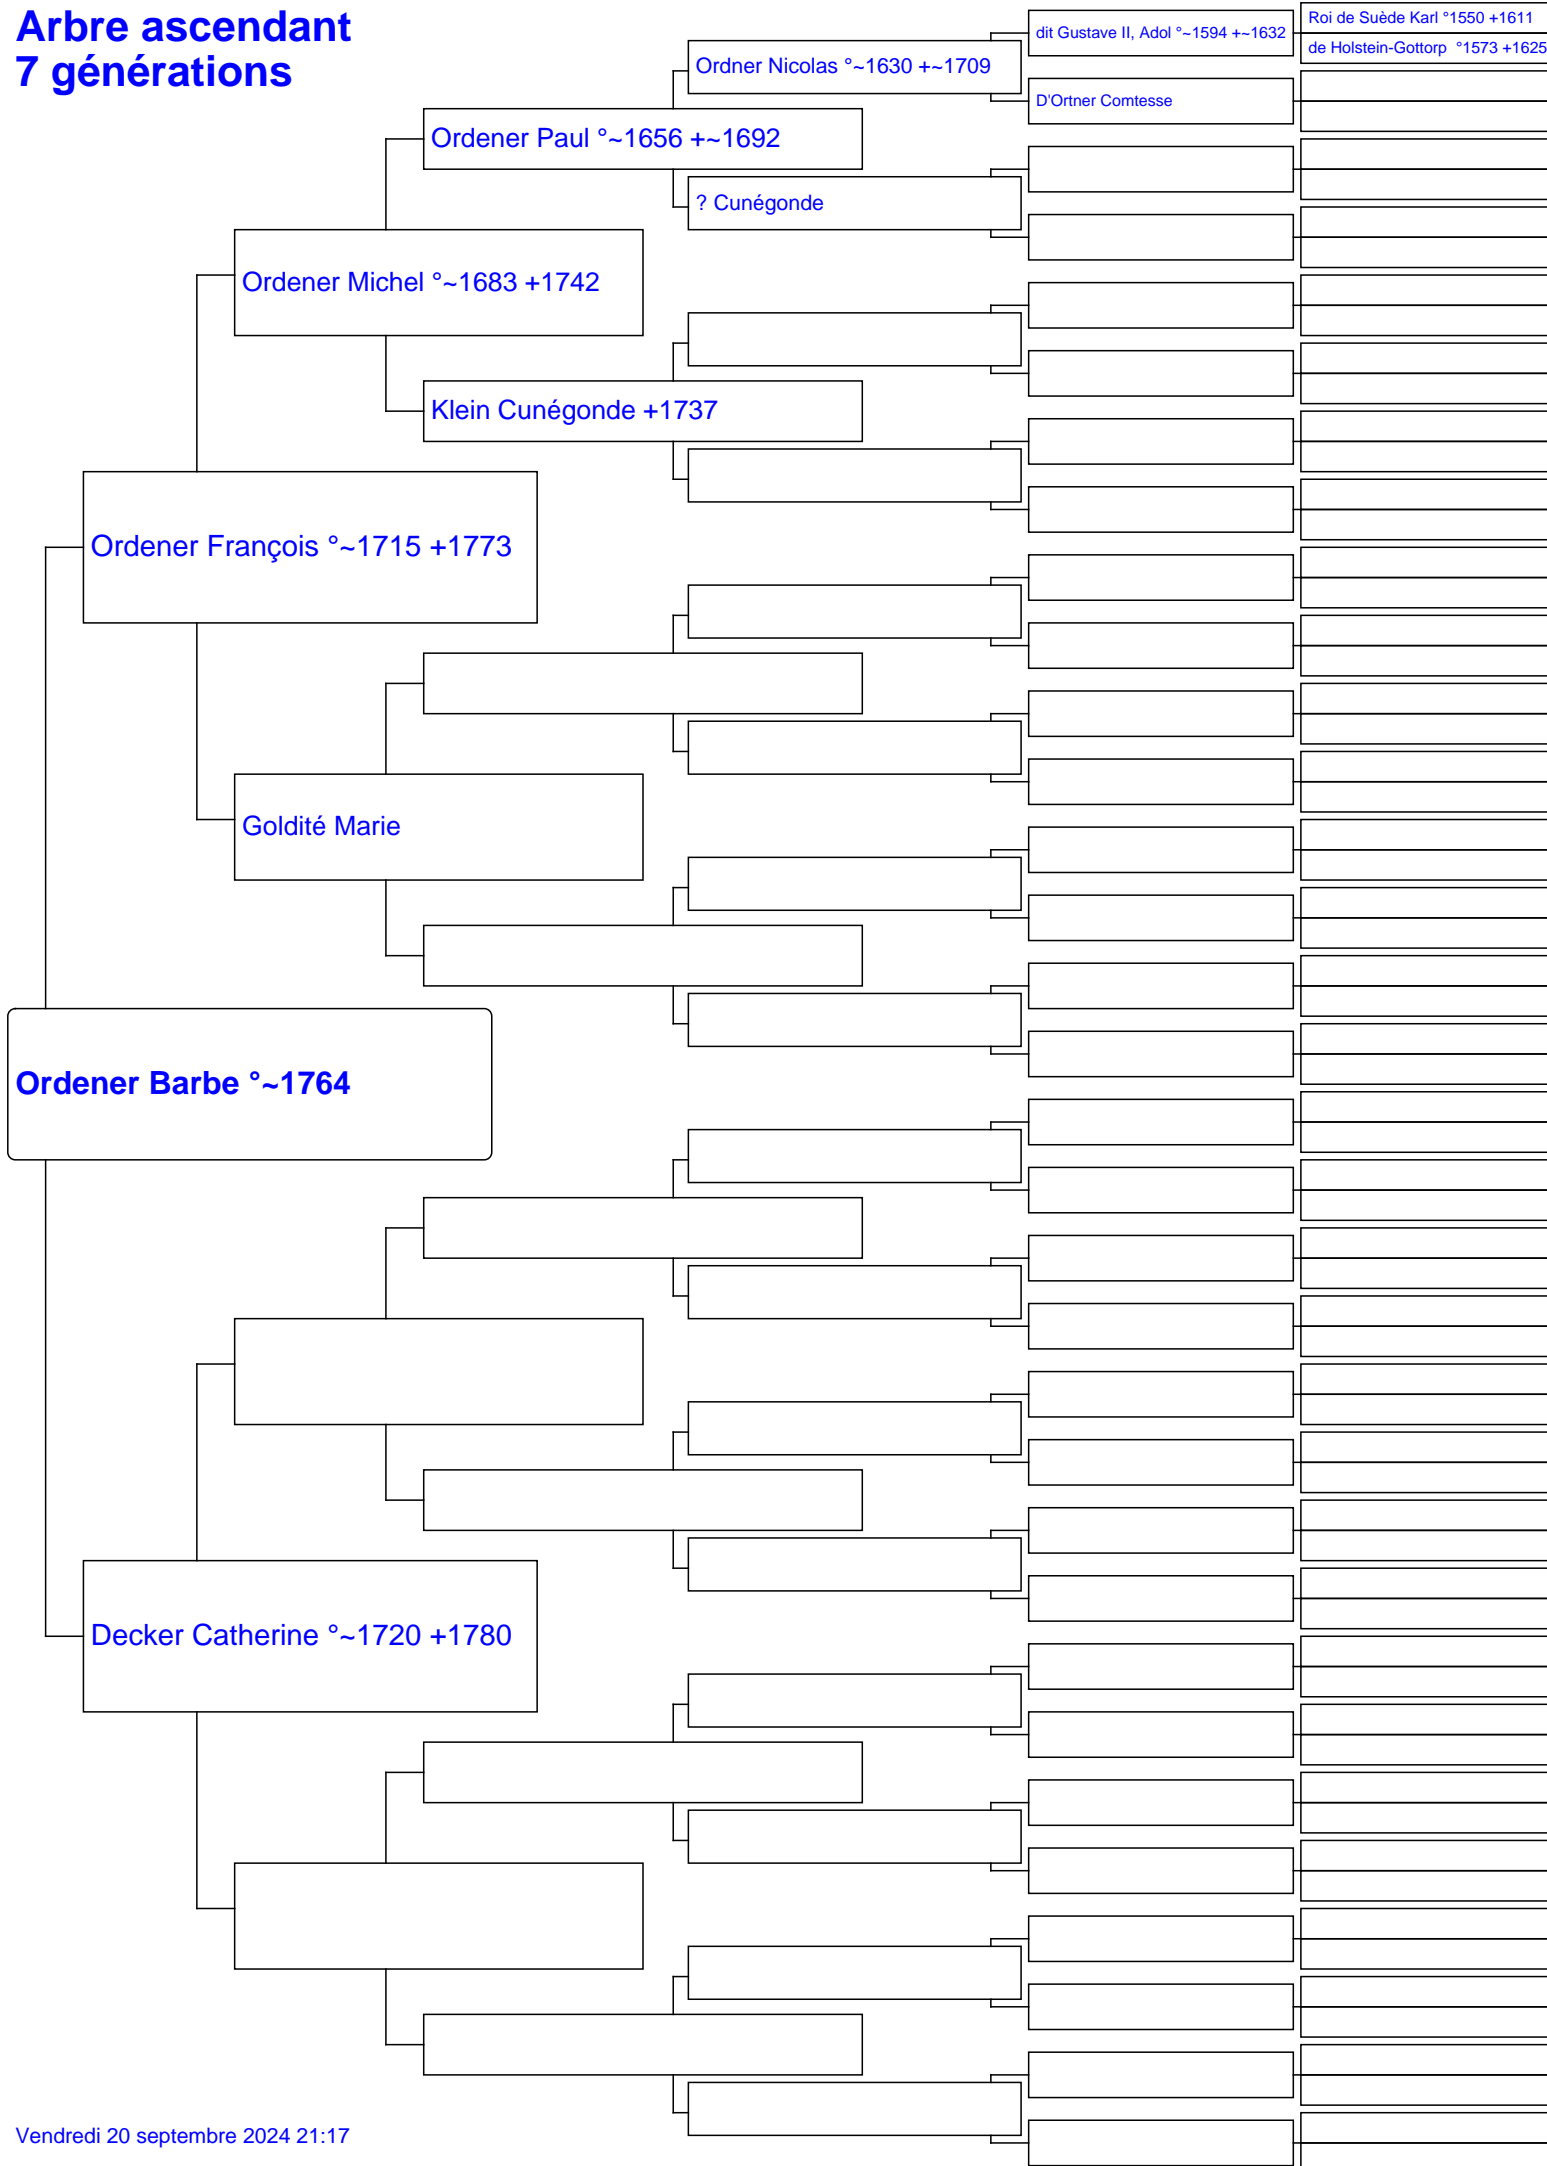 Arbre ascendant
7 générations
Roi de Suède Karl °1550 +1611
dit Gustave II, Adol °~1594 +~1632
de Holstein-Gottorp  °1573 +1625
Ordner Nicolas °~1630 +~1709
D'Ortner Comtesse
Ordener Paul °~1656 +~1692
? Cunégonde
Ordener Michel °~1683 +1742
Klein Cunégonde +1737
Ordener François °~1715 +1773
Goldité Marie
Ordener Barbe °~1764
Decker Catherine °~1720 +1780
Vendredi 20 septembre 2024 21:17